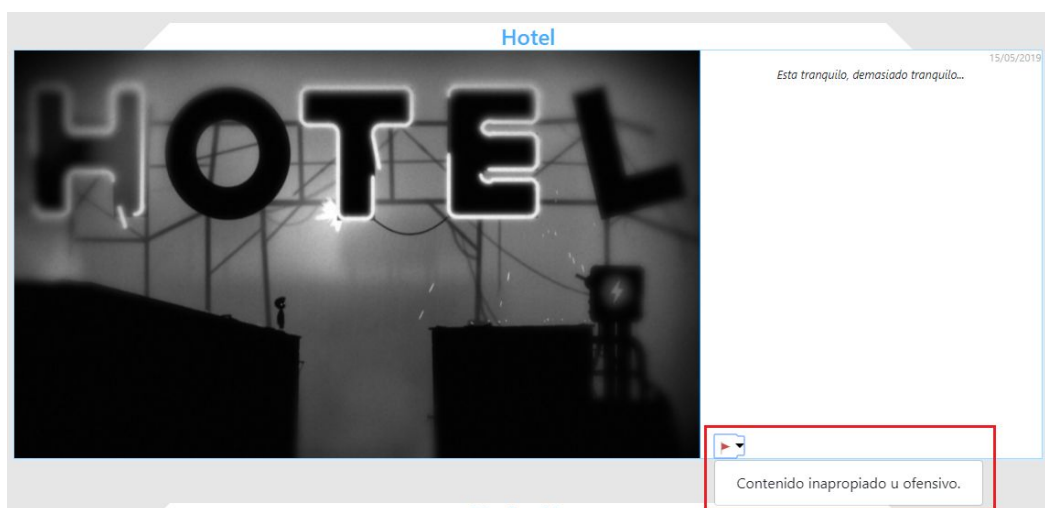 Hotel
HOTEL
15/05/2019
Esta tranquilo, demasiado tranquilo...
Contenido inapropiado u ofensivo.